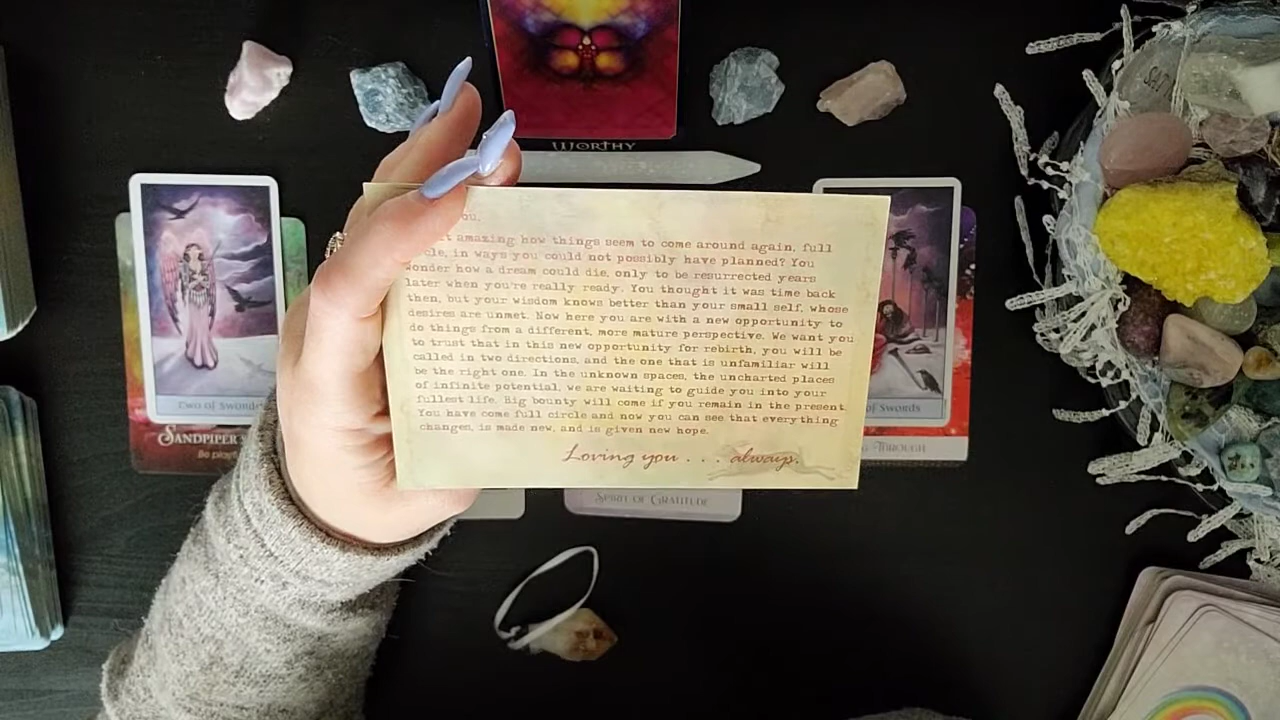 WORTHY
ou,
t amazing how things seem to come around again, full
cle, in ways you could not possibly have planned? You
wonder how a dream could die, only to be resurrected years
later when you're really ready. You thought it was time back
then, but your wisdom knows better than your small self, whose
desires are unmet. Now here you are with a new opportunity to
do things from a different, more mature perspective. We want you
to trust that in this new opportunity for rebirth, you will be
called in two directions, and the one that is unfamiliar will
be the right one. In the unknown spaces, the uncharted places
of infinite potential, we are waiting to guide you into your
fullest life. Big bounty will come if you remain in the present
You have come full circle and now you can see that everything
changes, is made new, and is given new hope.
Loving you . . . always.
Two of Swords
Sandpiper
Be play
of Swords
Through
Spirit of Gratitude